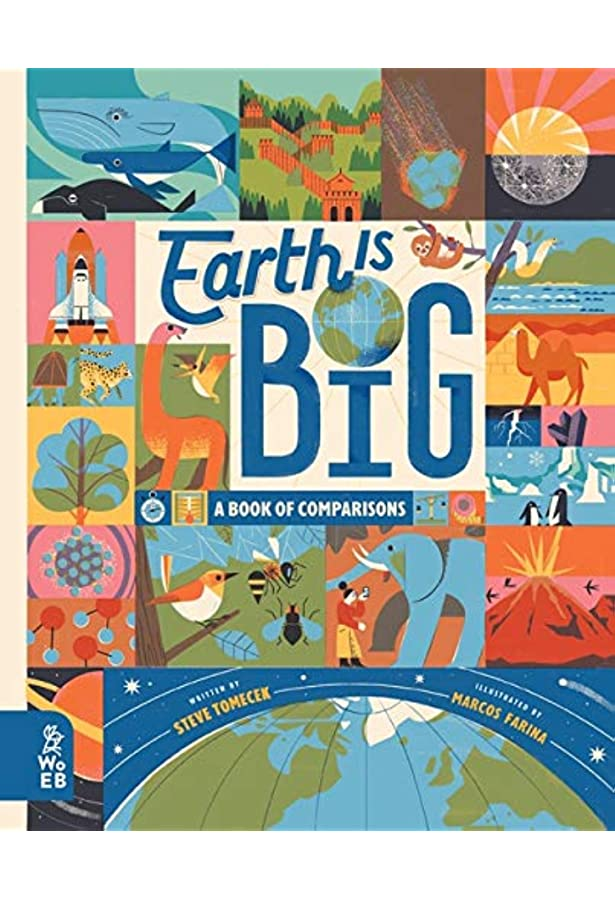 Earth IS
BIG
A BOOK OF COMPARISONS
WRITTEN BY
STEVE TOMECEK
ILLUSTRATED BY
MARCOS FARINA
WoEB